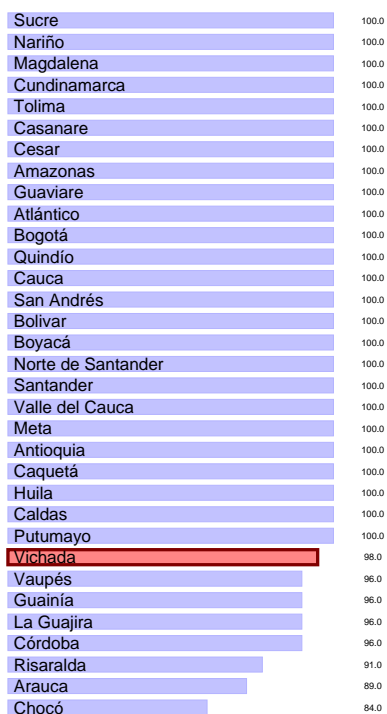 Sucre 100.0
Nariño 100.0
Magdalena 100.0
Cundinamarca 100.0
Tolima 100.0
Casanare 100.0
Cesar 100.0
Amazonas 100.0
Guaviare 100.0
Atlántico 100.0
Bogotá 100.0
Quindío 100.0
Cauca 100.0
San Andrés 100.0
Bolivar 100.0
Boyacá 100.0
Norte de Santander 100.0
Santander 100.0
Valle del Cauca 100.0
Meta 100.0
Antioquia 100.0
Caquetá 100.0
Huila 100.0
Caldas 100.0
Putumayo 100.0
Vichada 98.0
Vaupés 96.0
Guainía 96.0
La Guajira 96.0
Córdoba 96.0
Risaralda 91.0
Arauca 89.0
Chocó 84.0